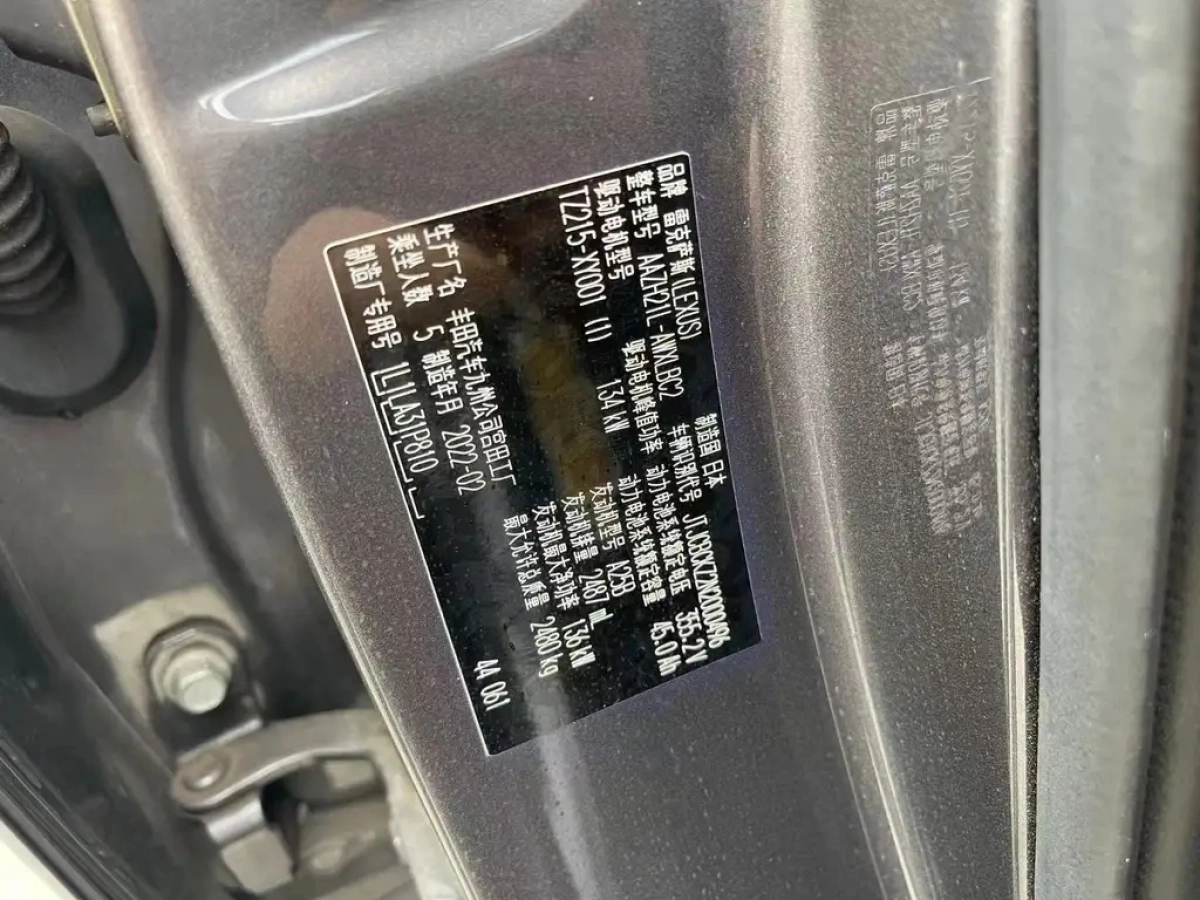 品牌 雷克萨斯(LEXUS) 制造国 日本
整车型号 AAZH21L-AWXLBC2 车辆识别代号 JTJCBCKZ2N2000496
驱动电机型号 驱动电机峰值功率 动力电池系统额定电压 355.2V
TZ215-XY001 (1) 134 kW 动力电池系统额定容量 45.0 Ah
发动机型号 A25B
发动机排量 2487 mL
生产厂名 丰田汽车九州公司宫田工厂 发动机最大净功率 136 kW
乘坐人数 5 制造年月 2022-02 最大允许总质量 2480 kg
制造厂专用号 1L1LA31P810
44 061